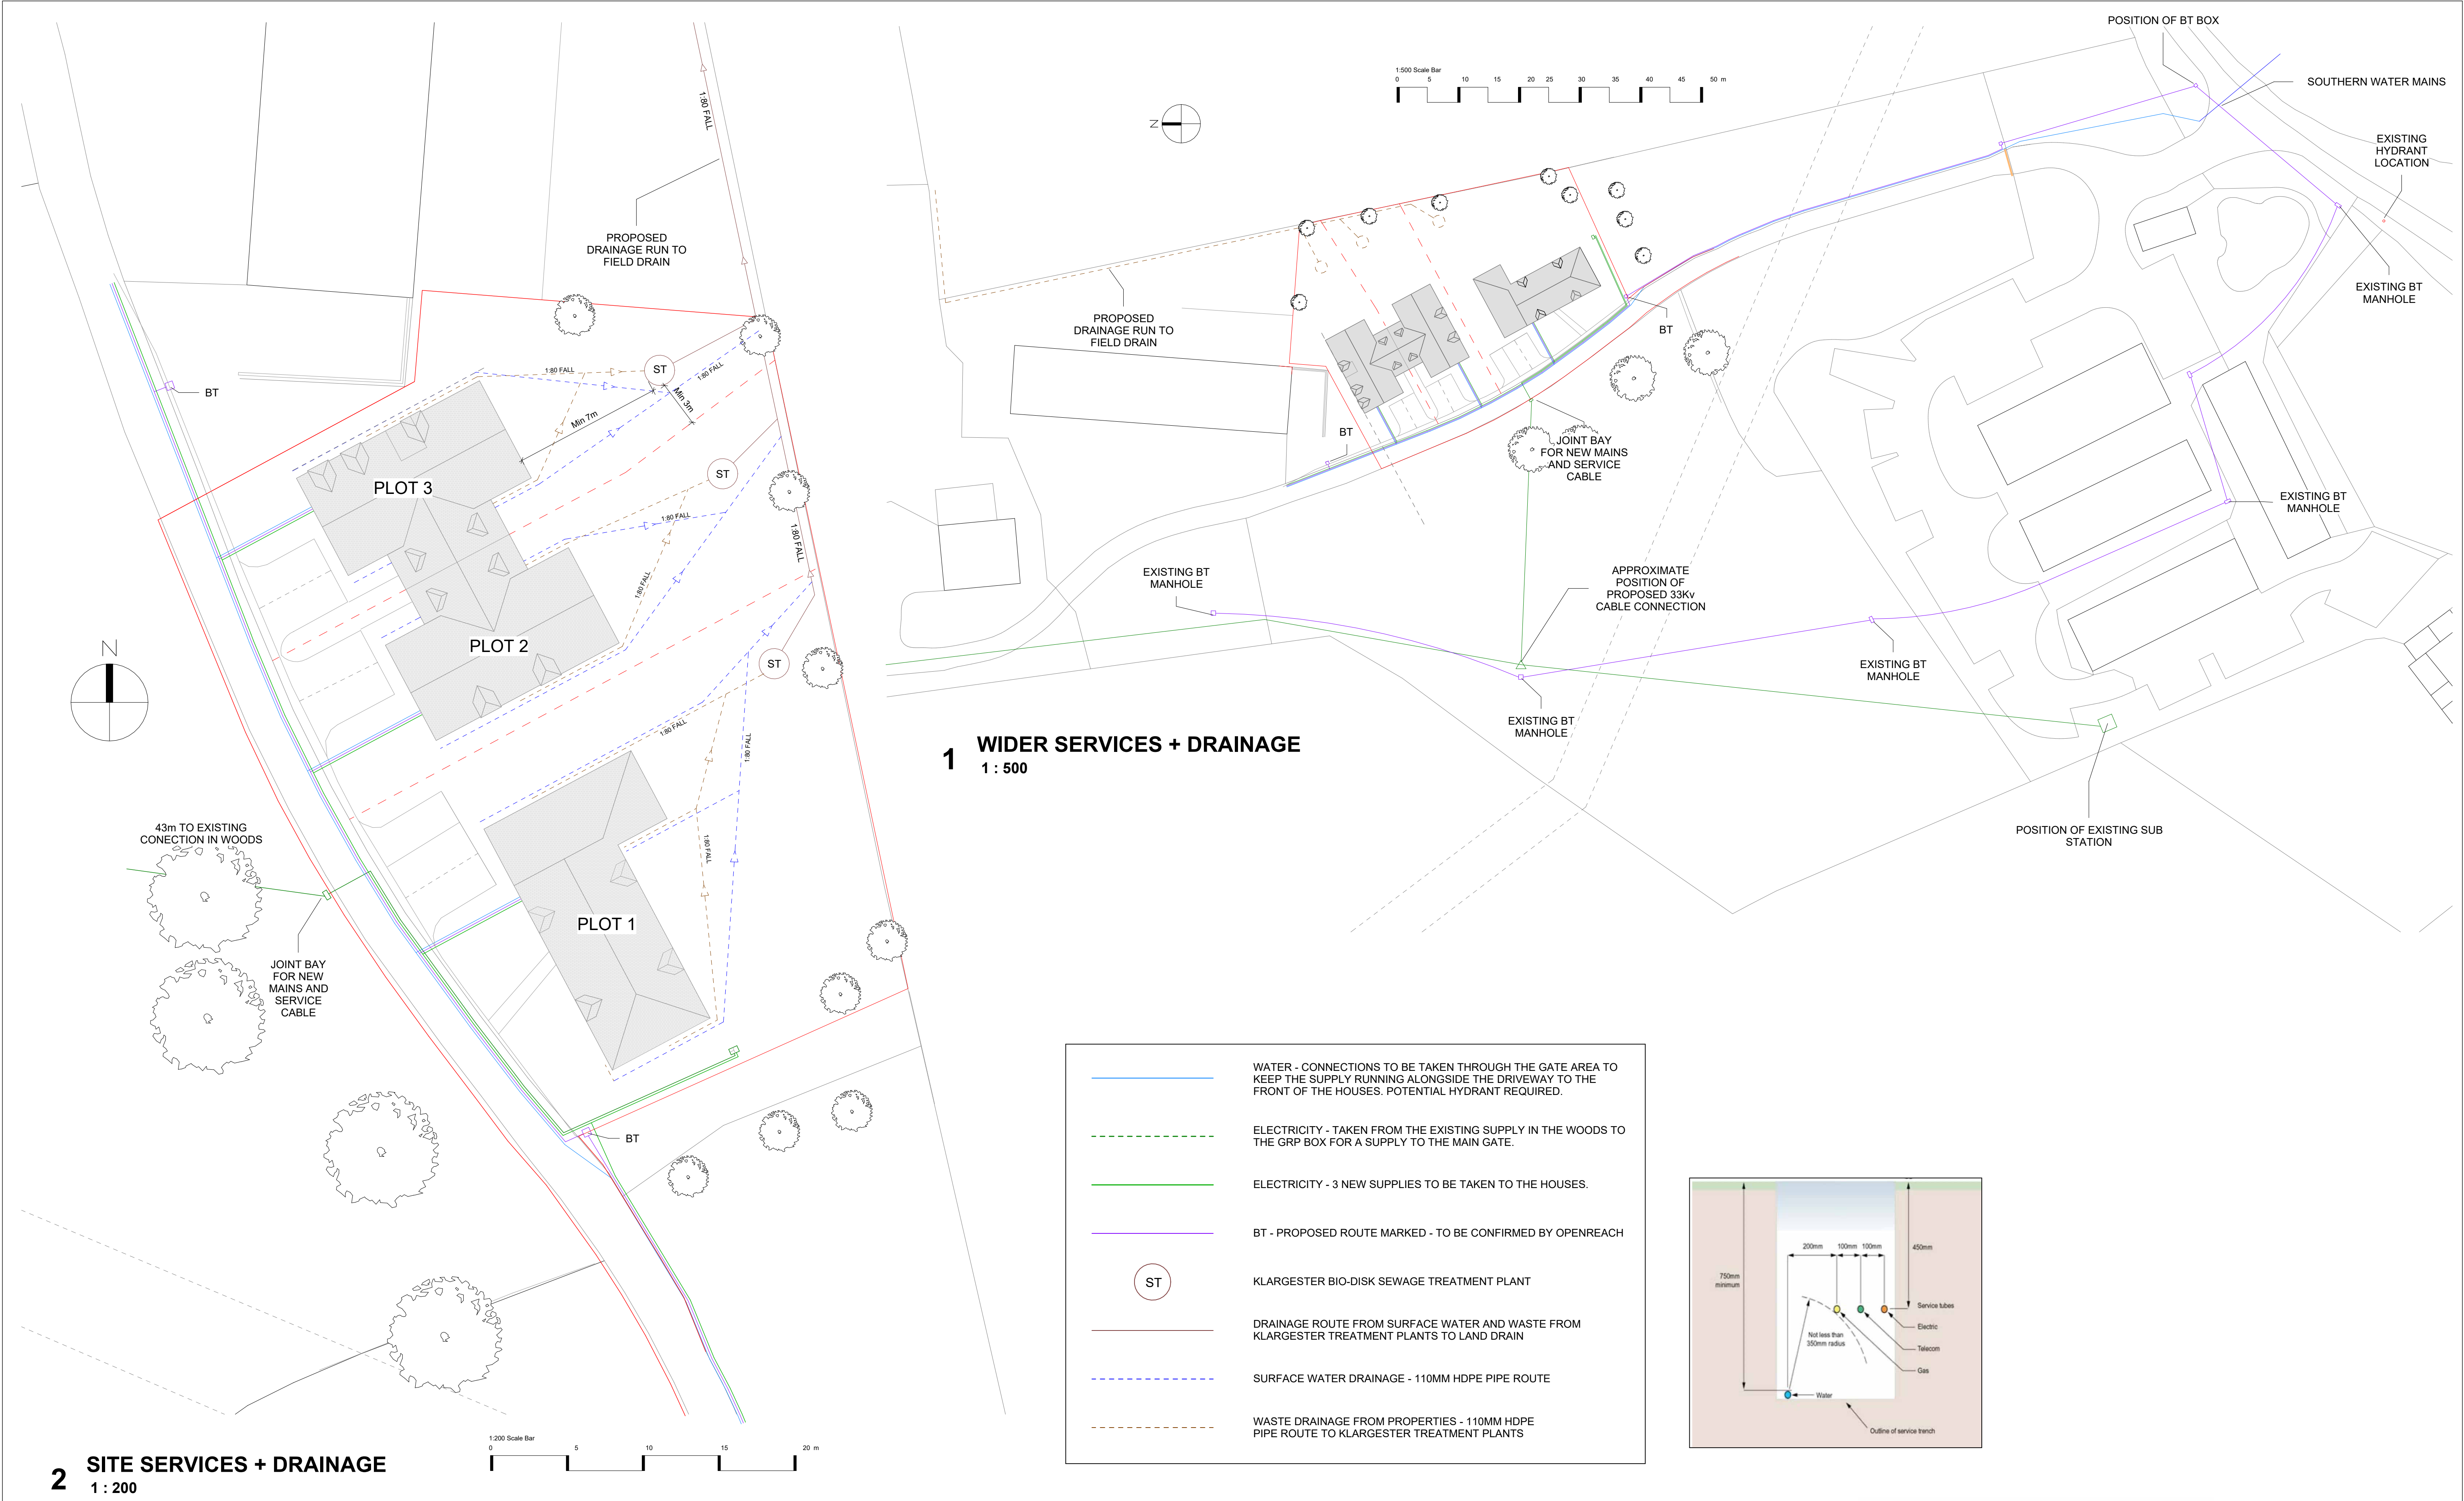 1:80 FALL
PROPOSED
DRAINAGE RUN TO
FIELD DRAIN
BT
1:80 FALL
ST
1:80 FALL
Min 3m
Min 7m
PLOT 3
ST
1:80 FALL
1:80 FALL
1:80 FALL
PLOT 2
ST
1:80 FALL
1:80 FALL
N
43m TO EXISTING
CONECTION IN WOODS
1:80 FALL
PLOT 1
JOINT BAY
FOR NEW
MAINS AND
SERVICE
CABLE
BT
1:200 Scale Bar
0 5 10 15 20 m
2 SITE SERVICES + DRAINAGE
1 : 200
POSITION OF BT BOX
1:500 Scale Bar
0 5 10 15 20 25 30 35 40 45 50 m
SOUTHERN WATER MAINS
N
EXISTING
HYDRANT
LOCATION
EXISTING BT
MANHOLE
PROPOSED
DRAINAGE RUN TO
FIELD DRAIN
BT
BT
JOINT BAY
FOR NEW MAINS
AND SERVICE
CABLE
EXISTING BT
MANHOLE
EXISTING BT
MANHOLE
APPROXIMATE
POSITION OF
PROPOSED 33Kv
CABLE CONNECTION
EXISTING BT
MANHOLE
EXISTING BT
MANHOLE
POSITION OF EXISTING SUB
STATION
1 WIDER SERVICES + DRAINAGE
1 : 500
WATER - CONNECTIONS TO BE TAKEN THROUGH THE GATE AREA TO
KEEP THE SUPPLY RUNNING ALONGSIDE THE DRIVEWAY TO THE
FRONT OF THE HOUSES. POTENTIAL HYDRANT REQUIRED.
ELECTRICITY - TAKEN FROM THE EXISTING SUPPLY IN THE WOODS TO
THE GRP BOX FOR A SUPPLY TO THE MAIN GATE.
ELECTRICITY - 3 NEW SUPPLIES TO BE TAKEN TO THE HOUSES.
BT - PROPOSED ROUTE MARKED - TO BE CONFIRMED BY OPENREACH
ST
KLARGESTER BIO-DISK SEWAGE TREATMENT PLANT
DRAINAGE ROUTE FROM SURFACE WATER AND WASTE FROM
KLARGESTER TREATMENT PLANTS TO LAND DRAIN
SURFACE WATER DRAINAGE - 110MM HDPE PIPE ROUTE
WASTE DRAINAGE FROM PROPERTIES - 110MM HDPE
PIPE ROUTE TO KLARGESTER TREATMENT PLANTS
200mm 100mm 100mm
450mm
750mm
minimum
Service tubes
Electric
Not less than
350mm radius
Telecom
Gas
Water
Outline of service trench